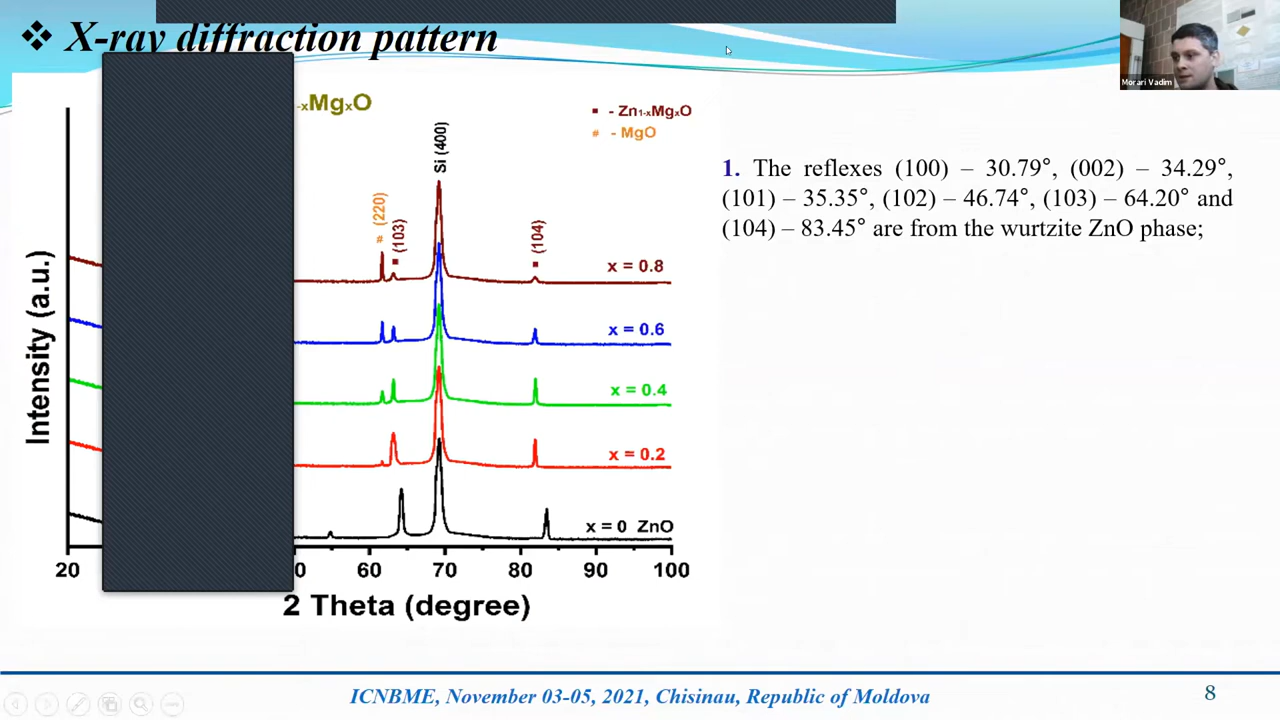 ❖ X-ray diffraction pattern
Morari Vadim
-xMgxO
▪ - Zn1-xMgxO
# - MgO
Si (400)
# (220)
▪ (103)
▪ (104)
x = 0.8
x = 0.6
x = 0.4
x = 0.2
x = 0 ZnO
Intensity (a.u.)
20 0 60 70 80 90 100
2 Theta (degree)
1. The reflexes (100) – 30.79°, (002) – 34.29°,
(101) – 35.35°, (102) – 46.74°, (103) – 64.20° and
(104) – 83.45° are from the wurtzite ZnO phase;
ICNBME, November 03-05, 2021, Chisinau, Republic of Moldova
8